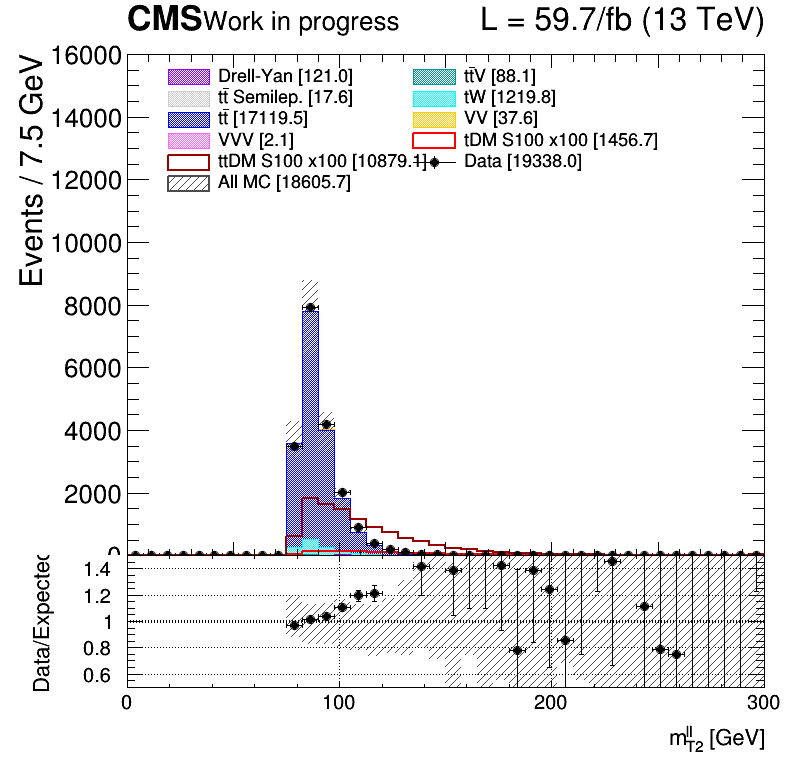 CMS Work in progress L = 59.7/fb (13 TeV)
Events / 7.5 GeV
16000
14000
12000
10000
8000
6000
4000
2000
0
Drell-Yan [121.0] tt̄V [88.1]
tt̄ Semilep. [17.6] tW [1219.8]
tt̄ [17119.5] VV [37.6]
VVV [2.1] tDM S100 x100 [1456.7]
ttDM S100 x100 [10879.1] Data [19338.0]
All MC [18605.7]
Data/Expected
1.4
1.2
1
0.8
0.6
0 100 200 300
m_T2^ll [GeV]